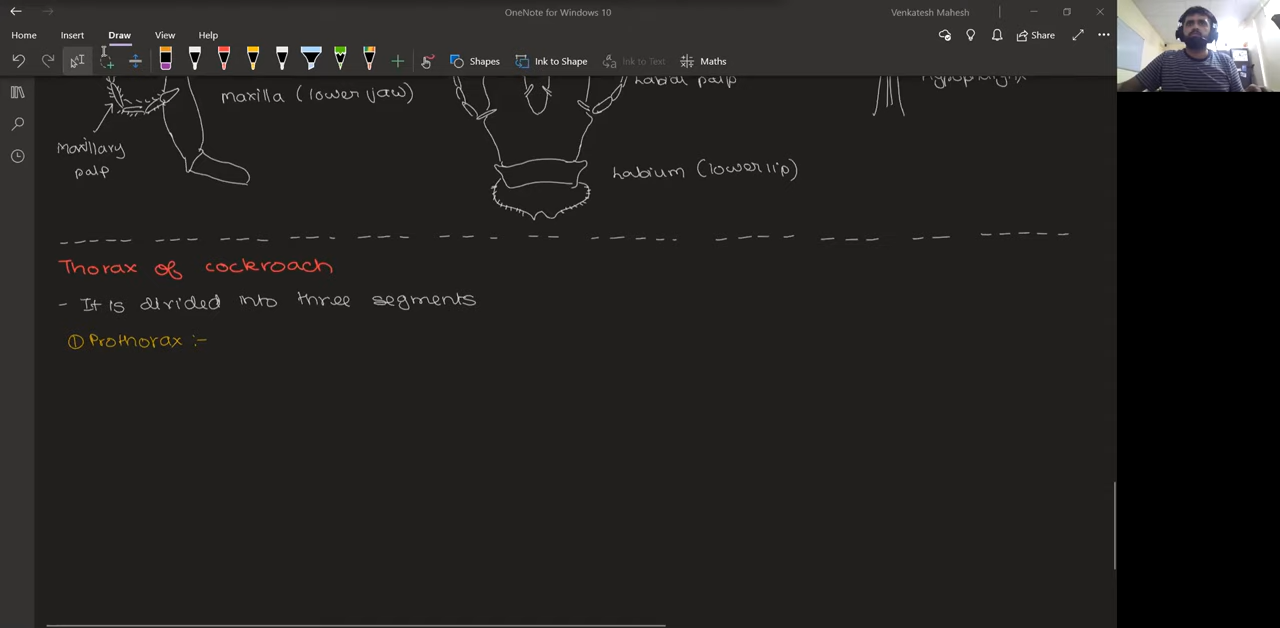 OneNote for Windows 10
Venkatesh Mahesh
Home Insert Draw View Help
Share
Shapes Ink to Shape Ink to Text Maths
maxilla (lower jaw)
labial palp
Maxillary
palp
Labium (lower lip)
Thorax of cockroach
- It is divided into three segments
① Prothorax :-